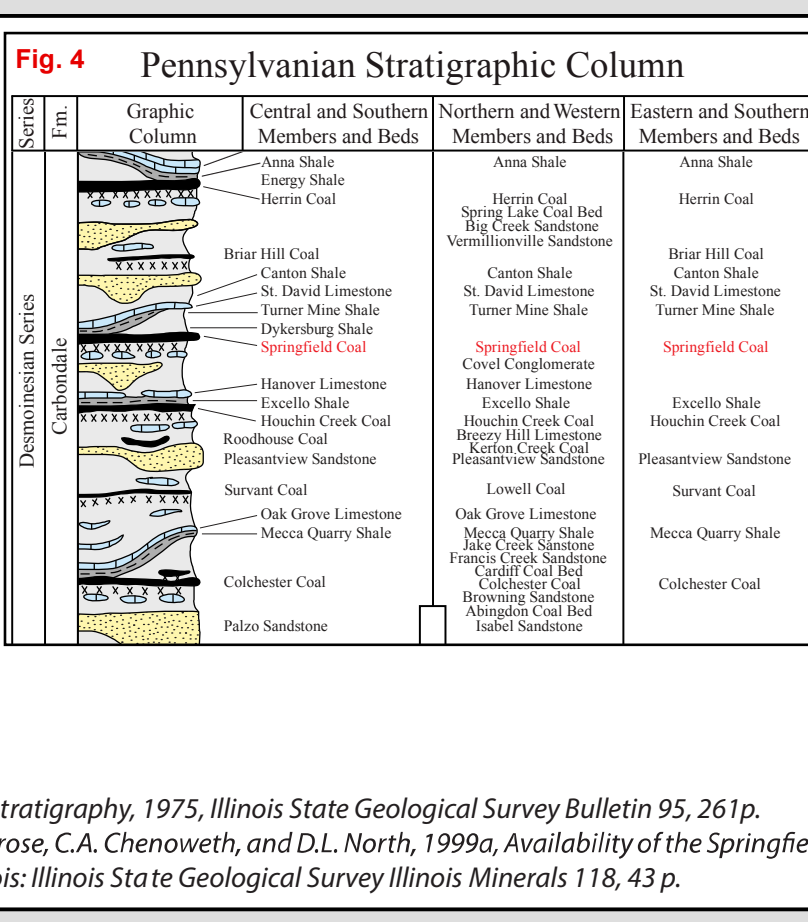 Fig. 4
Pennsylvanian Stratigraphic Column
Series
Fm.
Graphic
Column
Central and Southern
Members and Beds
Northern and Western
Members and Beds
Eastern and Southern
Members and Beds
Desmoinesian Series
Carbondale
Anna Shale
Energy Shale
Herrin Coal
Briar Hill Coal
Canton Shale
St. David Limestone
Turner Mine Shale
Dykersburg Shale
Springfield Coal
Hanover Limestone
Excello Shale
Houchin Creek Coal
Roodhouse Coal
Pleasantview Sandstone
Survant Coal
Oak Grove Limestone
Mecca Quarry Shale
Colchester Coal
Palzo Sandstone
Anna Shale
Herrin Coal
Spring Lake Coal Bed
Big Creek Sandstone
Vermillionville Sandstone
Canton Shale
St. David Limestone
Turner Mine Shale
Springfield Coal
Covel Conglomerate
Hanover Limestone
Excello Shale
Houchin Creek Coal
Breezy Hill Limestone
Kerton Creek Coal
Pleasantview Sandstone
Lowell Coal
Oak Grove Limestone
Mecca Quarry Shale
Jake Creek Sanstone
Francis Creek Sandstone
Cardiff Coal Bed
Colchester Coal
Browning Sandstone
Abingdon Coal Bed
Isabel Sandstone
Anna Shale
Herrin Coal
Briar Hill Coal
Canton Shale
St. David Limestone
Turner Mine Shale
Springfield Coal
Excello Shale
Houchin Creek Coal
Pleasantview Sandstone
Survant Coal
Mecca Quarry Shale
Colchester Coal
tratigraphy, 1975, Illinois State Geological Survey Bulletin 95, 261p.
rose, C.A. Chenoweth, and D.L. North, 1999a, Availability of the Springfie
ois: Illinois State Geological Survey Illinois Minerals 118, 43 p.